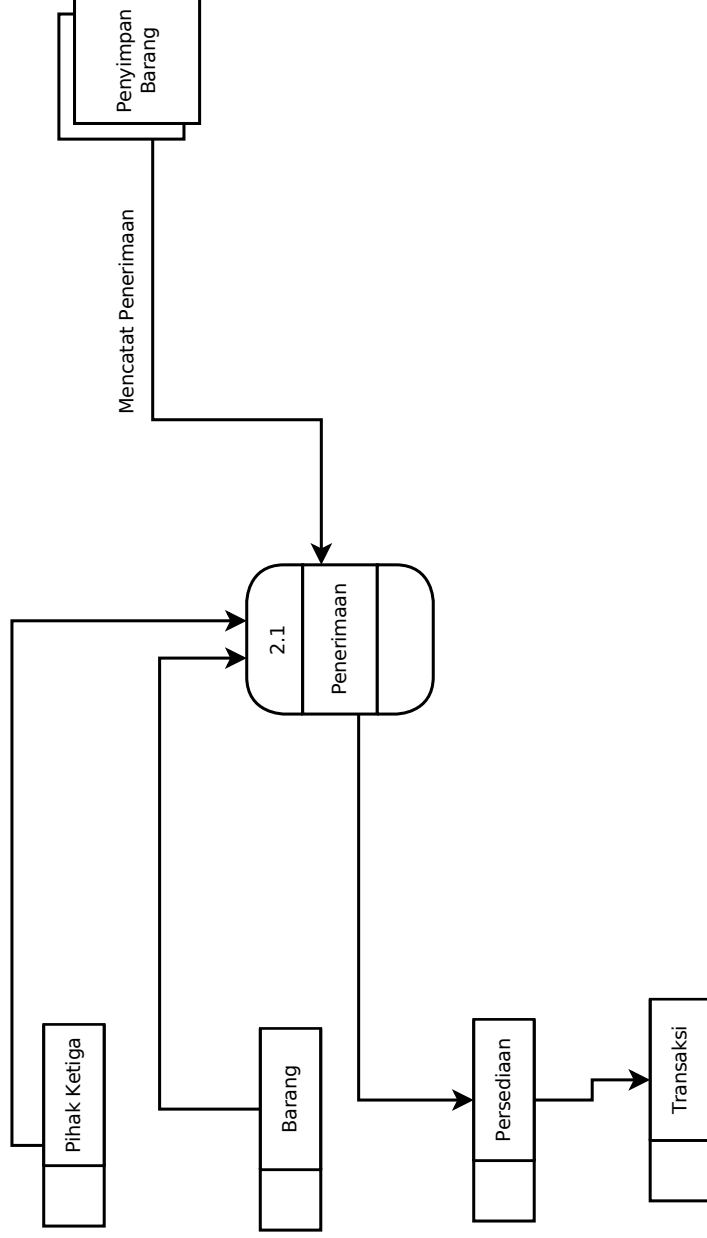 Penyimpan
Barang
Mencatat Penerimaan
2.1
Penerimaan
Pihak Ketiga
Barang
Persediaan
Transaksi